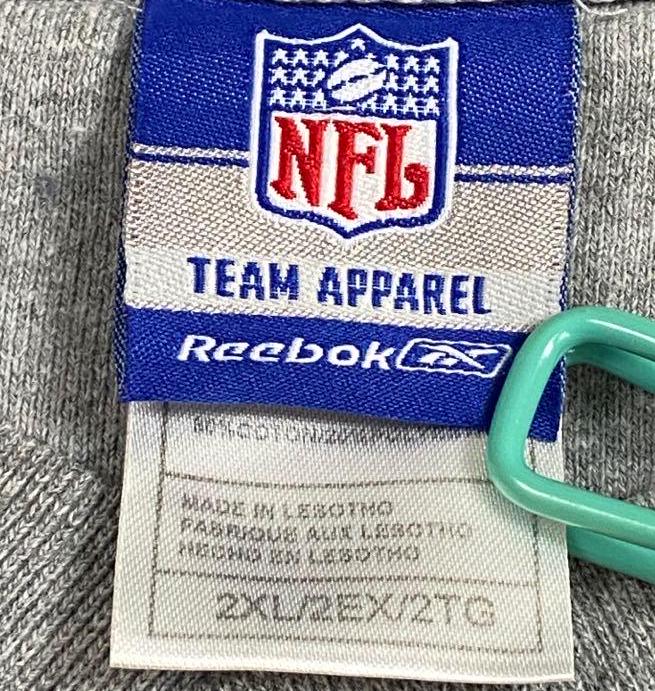 NFL
TEAM APPAREL
Reebok
MADE IN LESOTHO
FABRIQUE AUX LESOTHO
HECHO EN LESOTHO
2XL/2EX/2TG